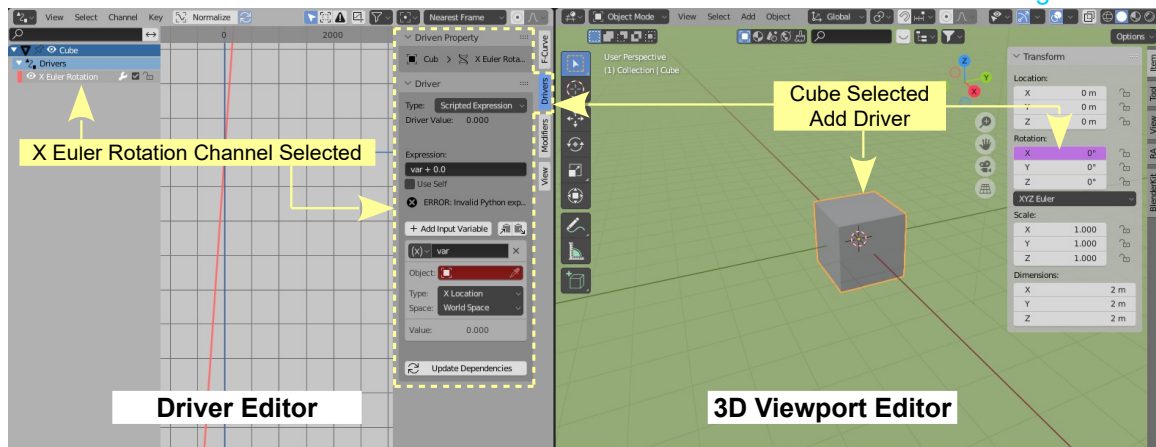 View Select Channel Key Normalize Nearest Frame
0 2000
Cube
Drivers
X Euler Rotation
X Euler Rotation Channel Selected
Driven Property
Cub > X Euler Rota...
Driver
Type: Scripted Expression
Driver Value: 0.000
Expression:
var + 0.0
Use Self
ERROR: Invalid Python exp...
+ Add Input Variable
(x) var
Object:
Type: X Location
Space: World Space
Value: 0.000
Update Dependencies
F-Curve
Drivers
Modifiers
View
Driver Editor
Object Mode View Select Add Object Global
Options
User Perspective
(1) Collection | Cube
Z
Y
X
Cube Selected
Add Driver
Transform
Location:
X 0 m
Y 0 m
Z 0 m
Rotation:
X 0°
Y 0°
Z 0°
XYZ Euler
Scale:
X 1.000
Y 1.000
Z 1.000
Dimensions:
X 2 m
Y 2 m
Z 2 m
Item
Tool
View
RA
BlenderKit
3D Viewport Editor